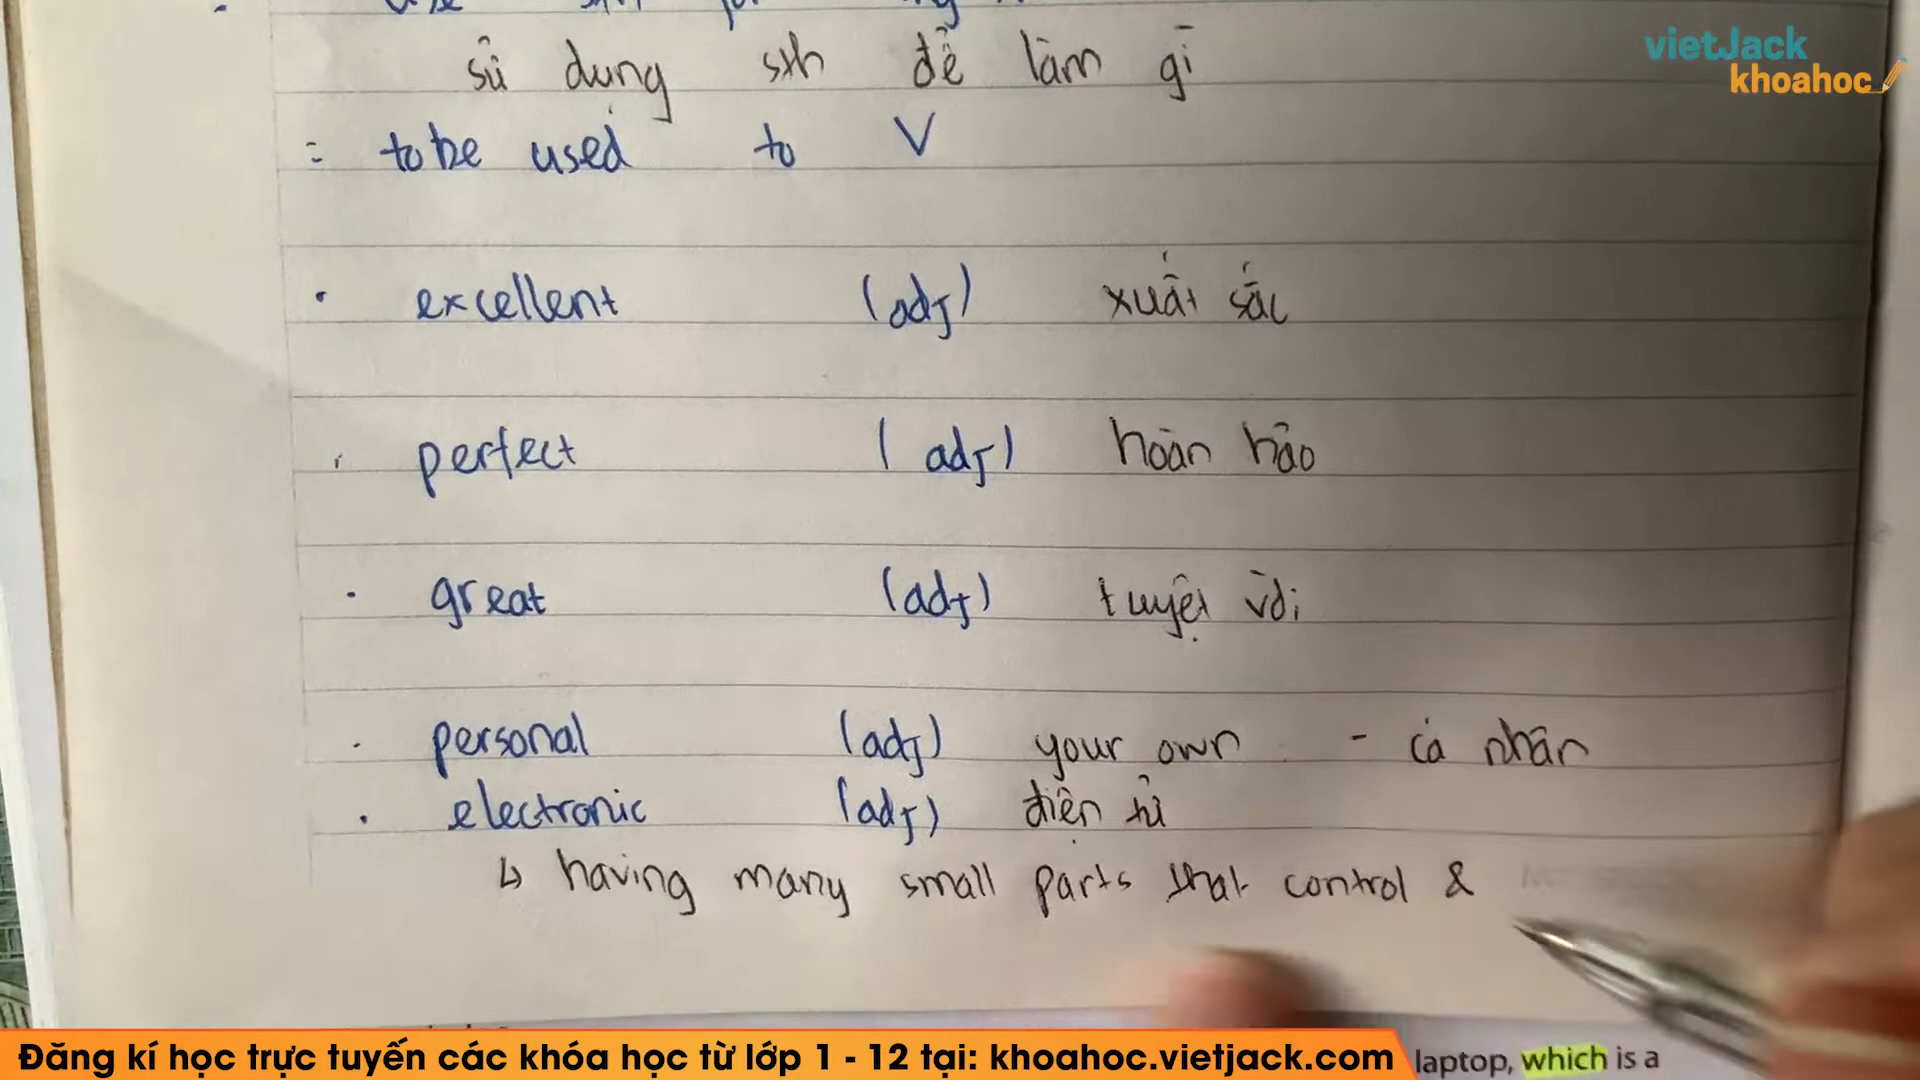 vietJack
khoahoc
sử dụng sth để làm gì
= to be used to V
• excellent (adj) xuất sắc
• perfect (adj) hoàn hảo
• great (adj) tuyệt vời
• personal (adj) your own - cá nhân
• electronic (adj) điện tử
↳ having many small parts that control &
Đăng kí học trực tuyến các khóa học từ lớp 1 - 12 tại: khoahoc.vietjack.com
laptop, which is a